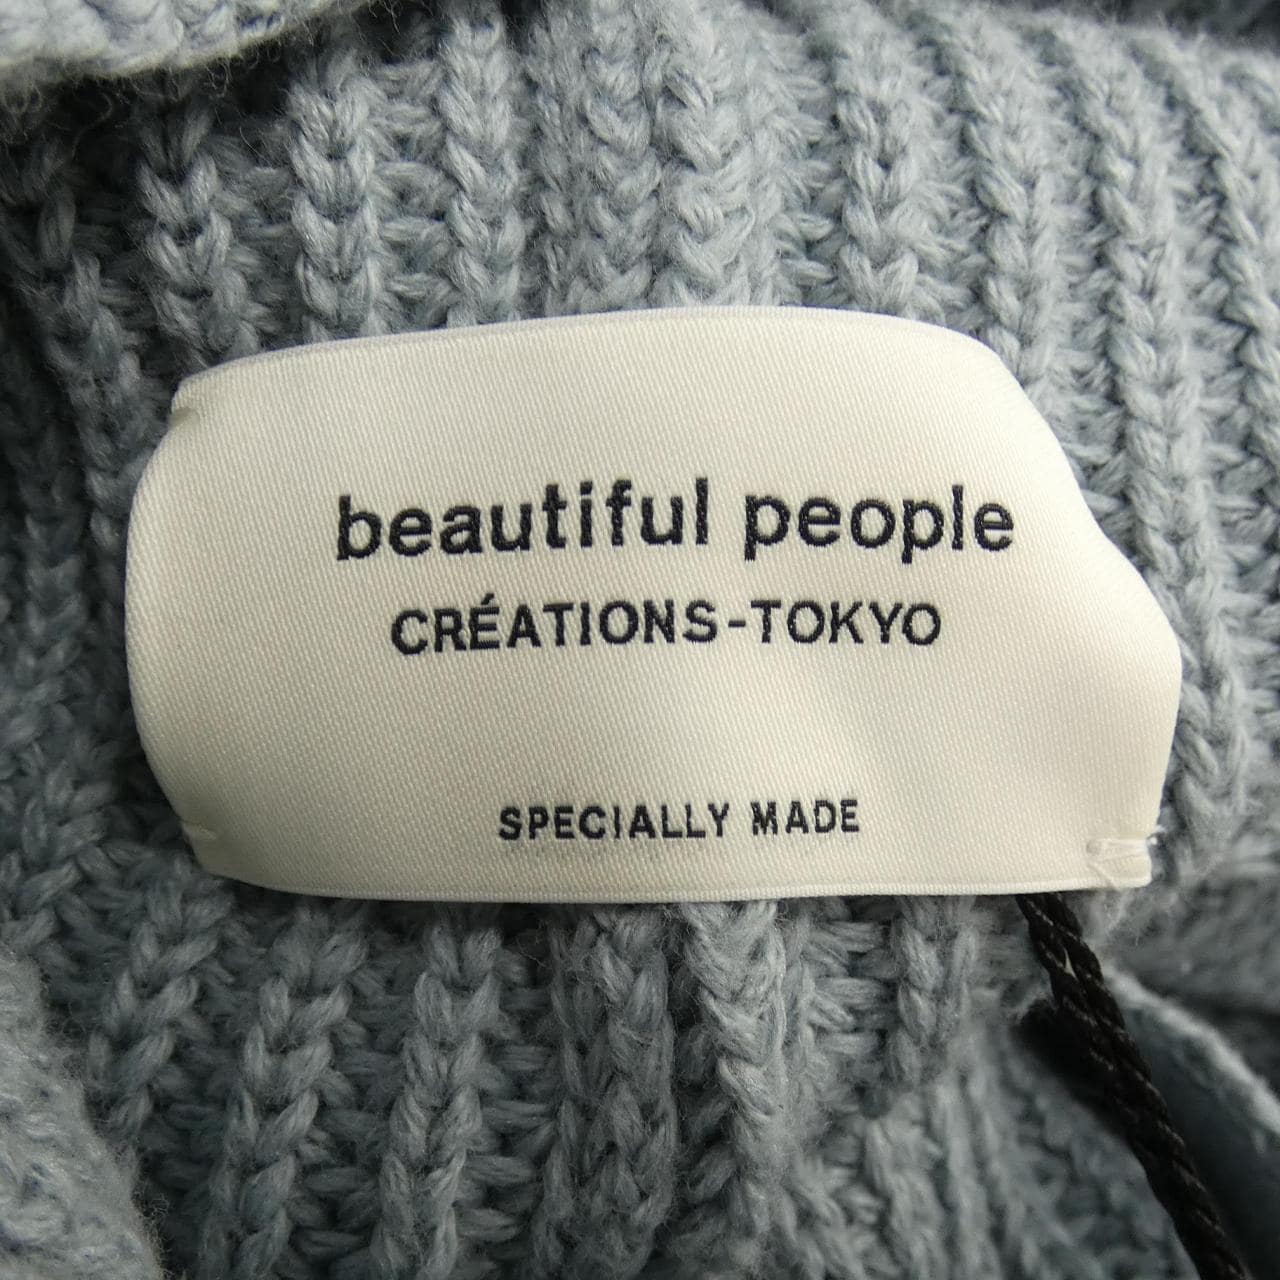 beautiful people
CRÉATIONS-TOKYO
SPECIALLY MADE